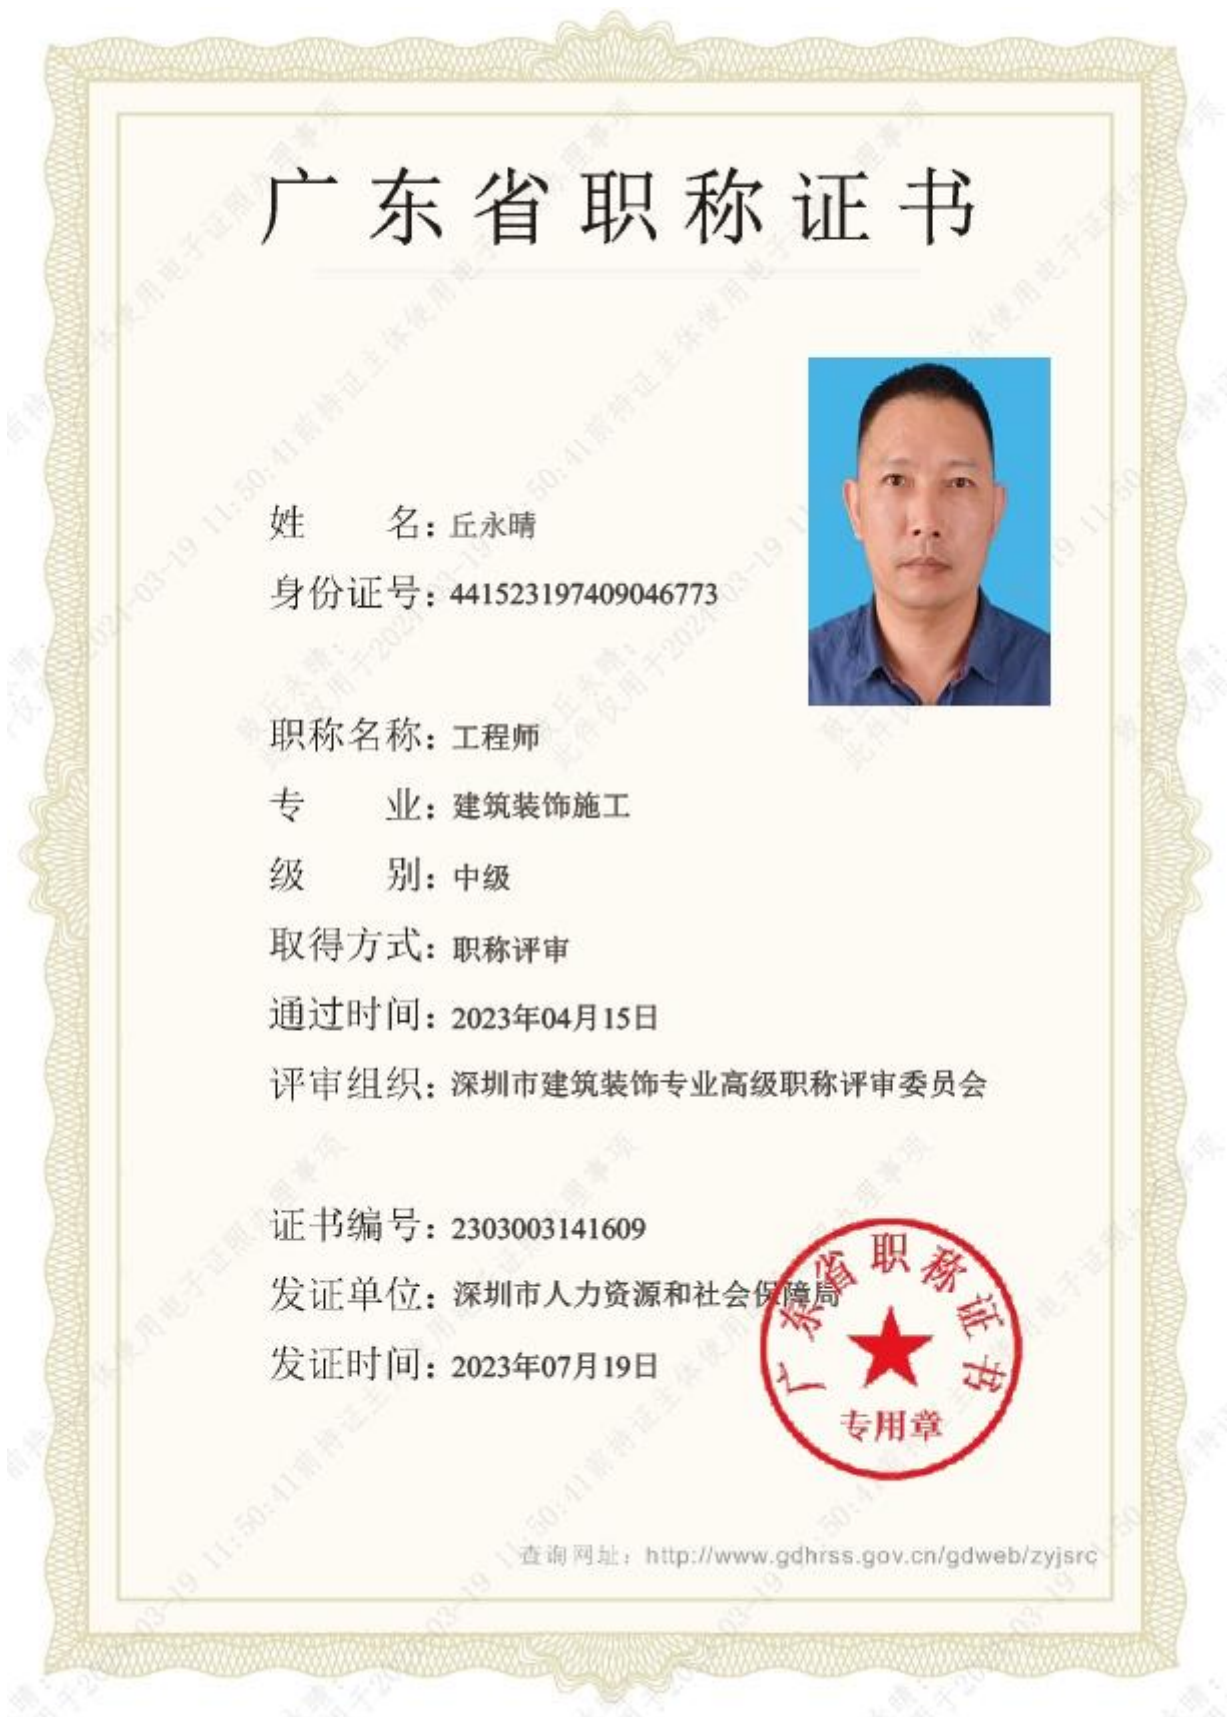 广东省职称证书
姓名：丘永晴
身份证号：441523197409046773
职称名称：工程师
专业：建筑装饰施工
级别：中级
取得方式：职称评审
通过时间：2023年04月15日
评审组织：深圳市建筑装饰专业高级职称评审委员会
证书编号：2303003141609
发证单位：深圳市人力资源和社会保障局
发证时间：2023年07月19日
广东省职称证书
专用章
查询网址：http://www.gdhrss.gov.cn/gdweb/zyjsrc